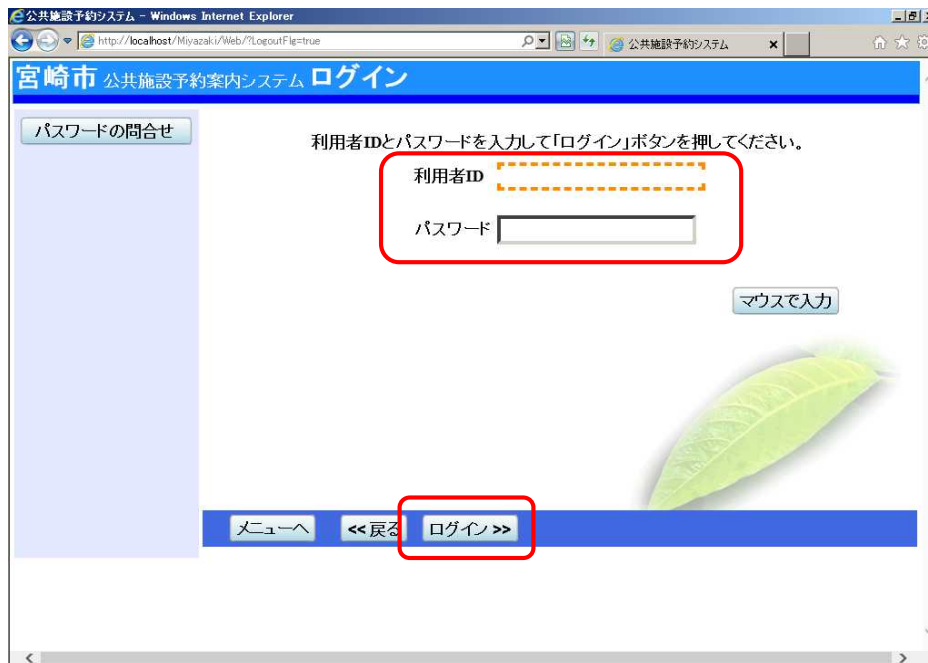 公共施設予約システム - Windows Internet Explorer
http://localhost/Miyazaki/Web/?LogoutFlg=true
公共施設予約システム
宮崎市 公共施設予約案内システム ログイン
パスワードの問合せ
利用者IDとパスワードを入力して「ログイン」ボタンを押してください。
利用者ID
パスワード
マウスで入力
メニューへ
<<戻る
ログイン >>